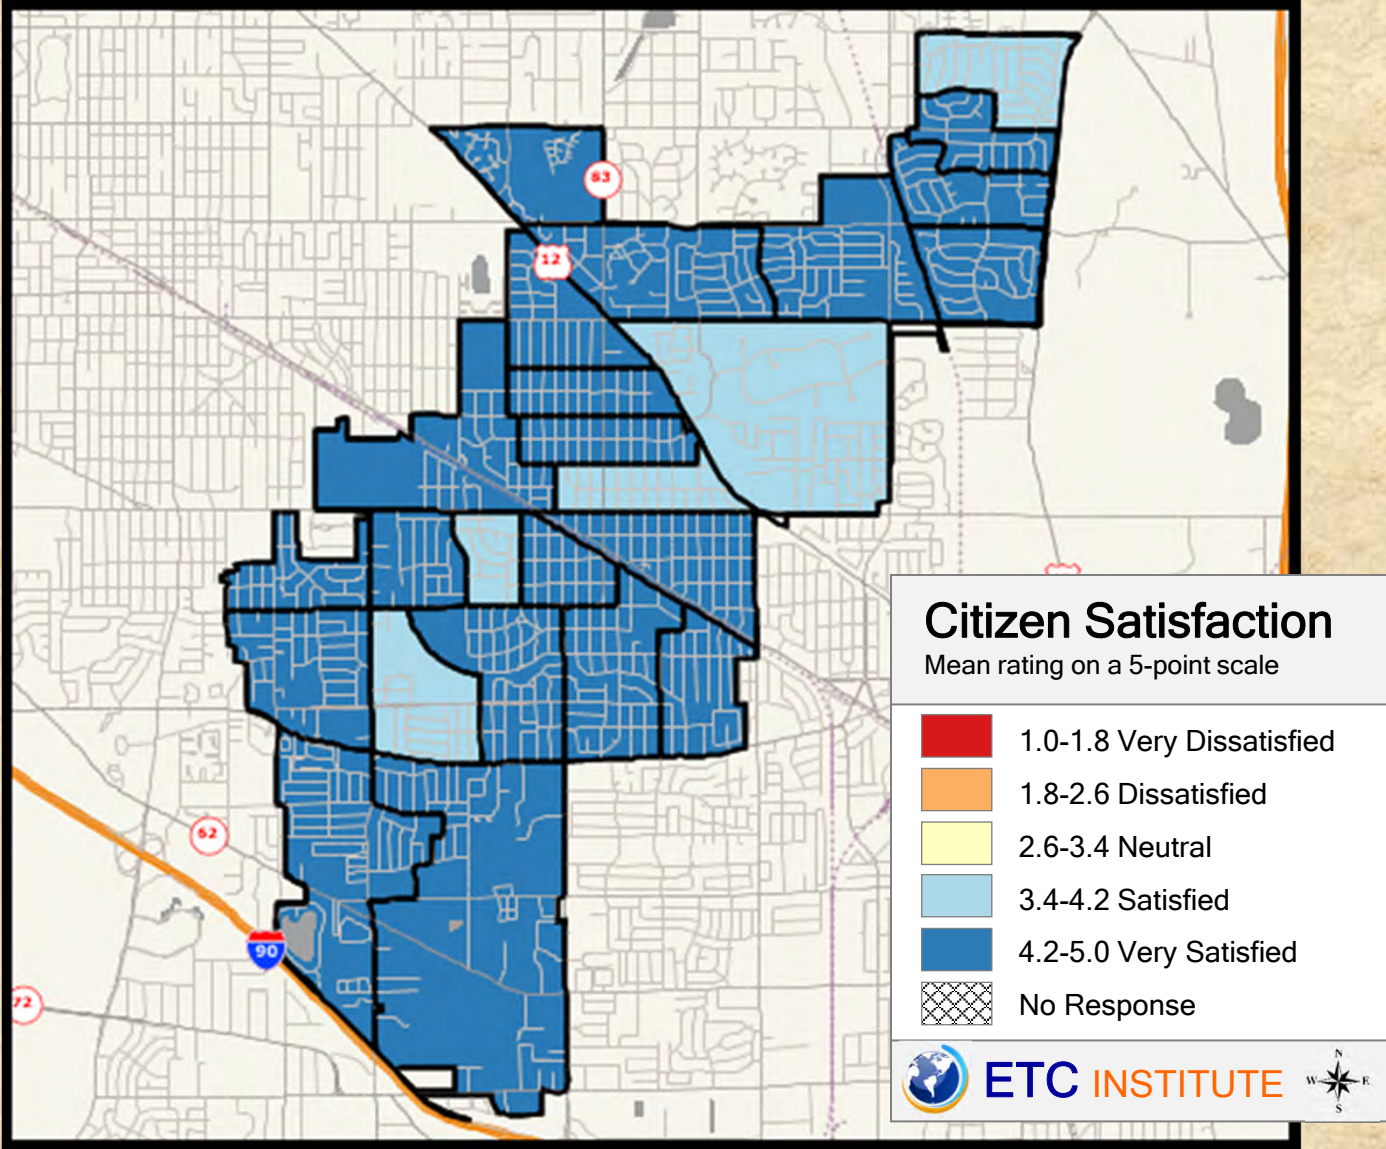 83
12
62
90
72
Citizen Satisfaction
Mean rating on a 5-point scale
1.0-1.8 Very Dissatisfied
1.8-2.6 Dissatisfied
2.6-3.4 Neutral
3.4-4.2 Satisfied
4.2-5.0 Very Satisfied
No Response
ETC INSTITUTE
N
W E
S